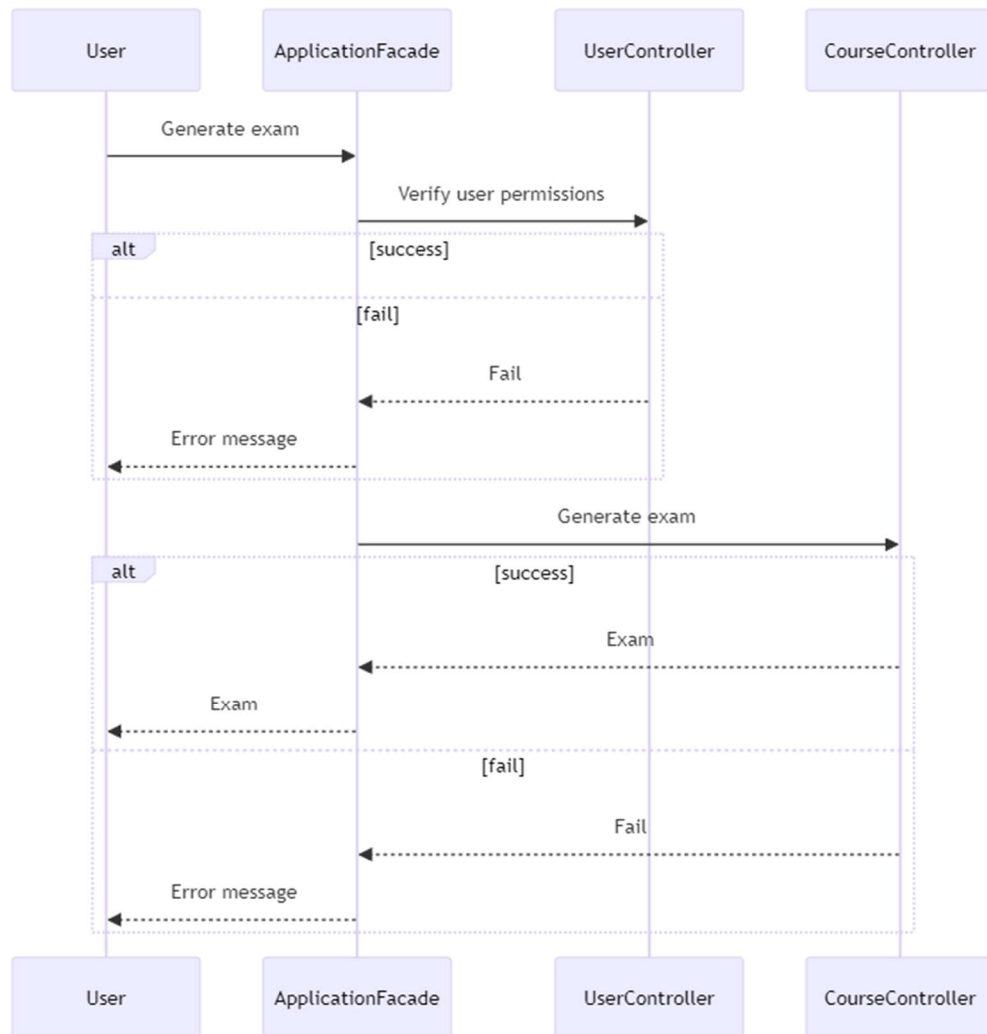 User ApplicationFacade UserController CourseController
Generate exam
Verify user permissions
alt [success]
[fail]
Fail
Error message
Generate exam
alt [success]
Exam
Exam
[fail]
Fail
Error message
User ApplicationFacade UserController CourseController